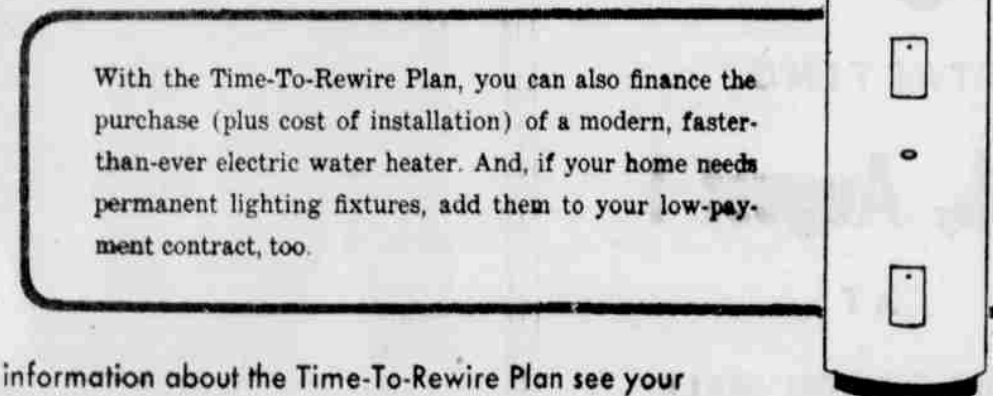 With the Time-To-Rewire Plan, you can also finance the
purchase (plus cost of installation) of a modern, faster-
than-ever electric water heater. And, if your home needs
permanent lighting fixtures, add them to your low-pay-
ment contract, too.
information about the Time-To-Rewire Plan see your